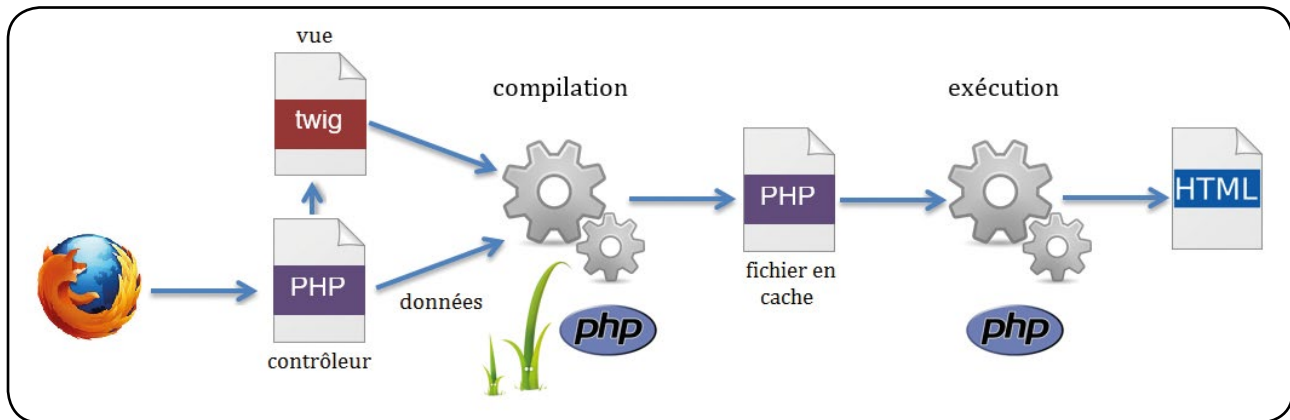 vue
twig
compilation
exécution
PHP
HTML
PHP
données
fichier en
cache
php
php
contrôleur